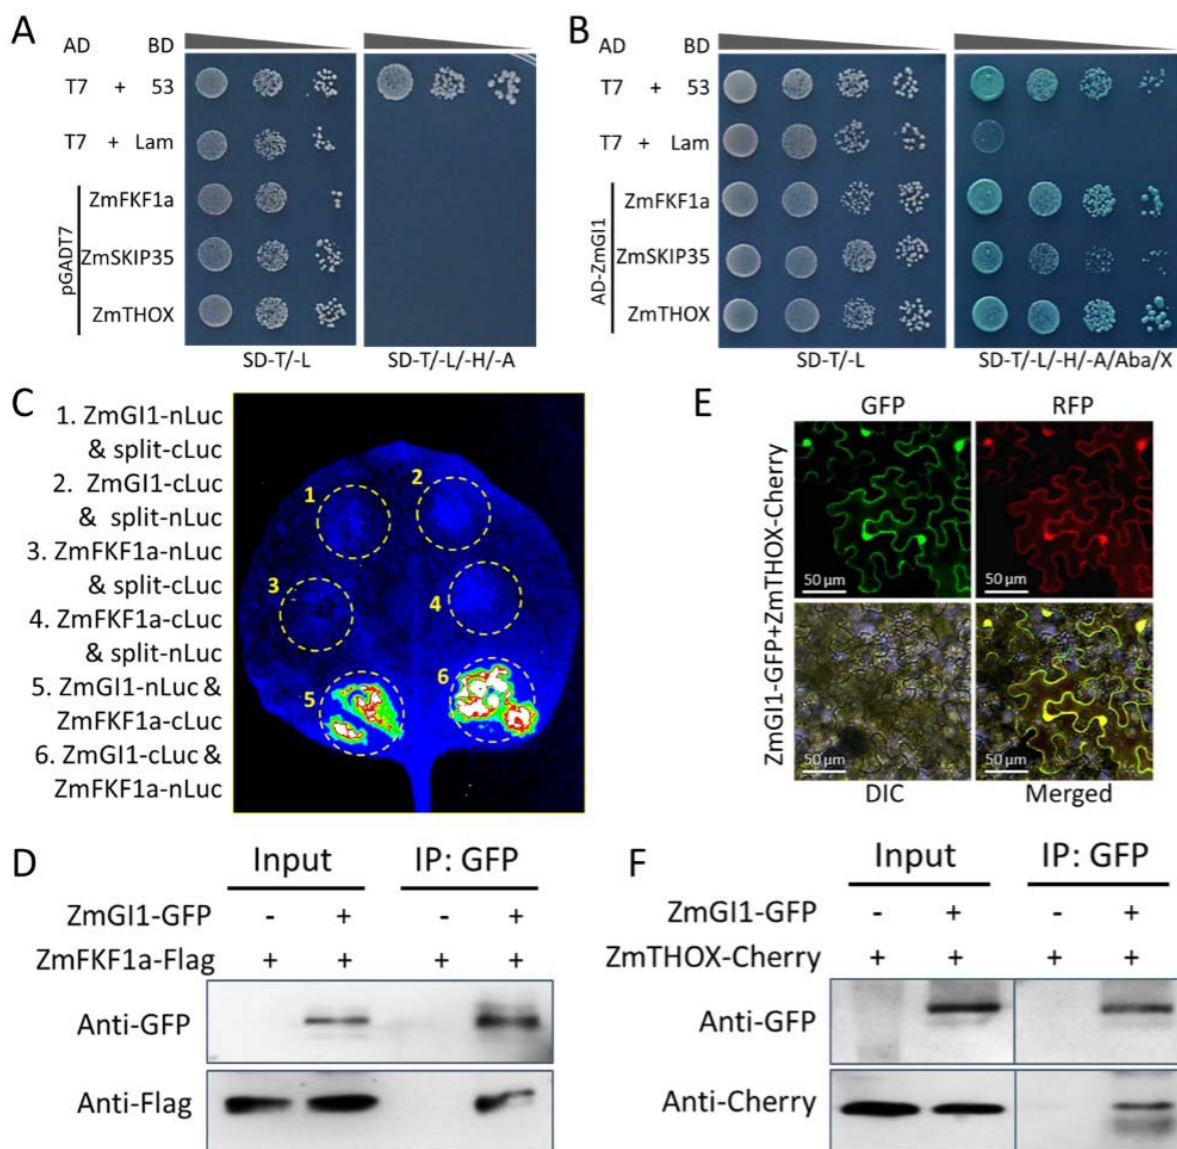 A
AD BD
T7 + 53
T7 + Lam
pGADT7
ZmFKF1a
ZmSKIP35
ZmTHOX
SD-T/-L
SD-T/-L/-H/-A
B
AD BD
T7 + 53
T7 + Lam
AD-ZmGI1
ZmFKF1a
ZmSKIP35
ZmTHOX
SD-T/-L
SD-T/-L/-H/-A/Aba/X
C
1. ZmGI1-nLuc
& split-cLuc
2. ZmGI1-cLuc
& split-nLuc
3. ZmFKF1a-nLuc
& split-cLuc
4. ZmFKF1a-cLuc
& split-nLuc
5. ZmGI1-nLuc &
ZmFKF1a-cLuc
6. ZmGI1-cLuc &
ZmFKF1a-nLuc
1
2
3
4
5
6
E
GFP RFP
ZmGI1-GFP+ZmTHOX-Cherry
50 µm 50 µm
50 µm 50 µm
DIC Merged
D
Input IP: GFP
ZmGI1-GFP - + - +
ZmFKF1a-Flag + + + +
Anti-GFP
Anti-Flag
F
Input IP: GFP
ZmGI1-GFP - + - +
ZmTHOX-Cherry + + + +
Anti-GFP
Anti-Cherry